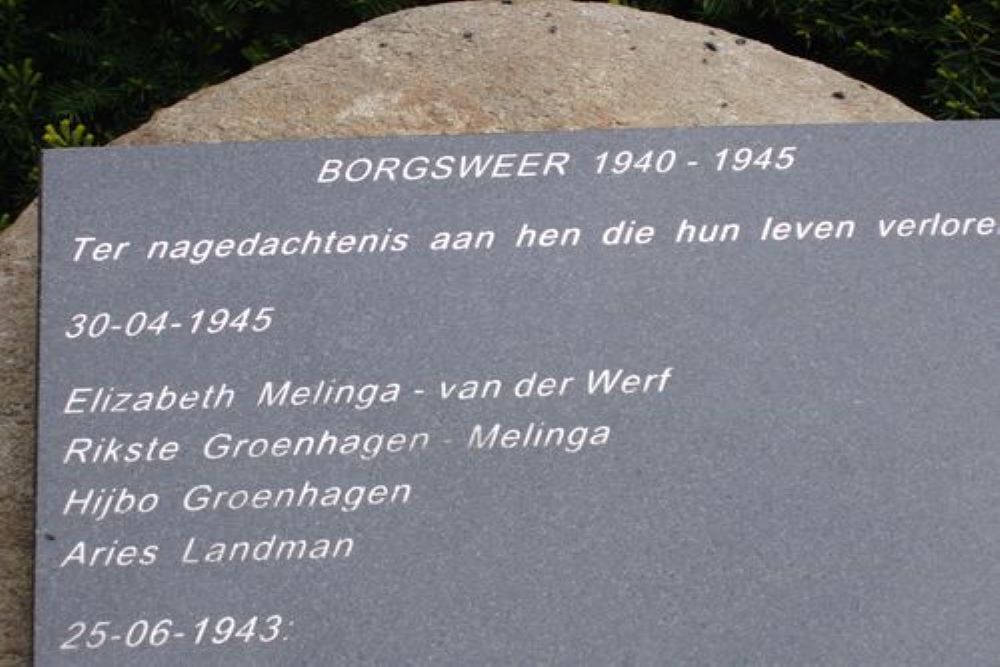 BORGSWEER 1940 - 1945
Ter nagedachtenis aan hen die hun leven verlore
30-04-1945
Elizabeth Melinga - van der Werf
Rikste Groenhagen - Melinga
Hijbo Groenhagen
Aries Landman
25-06-1943: